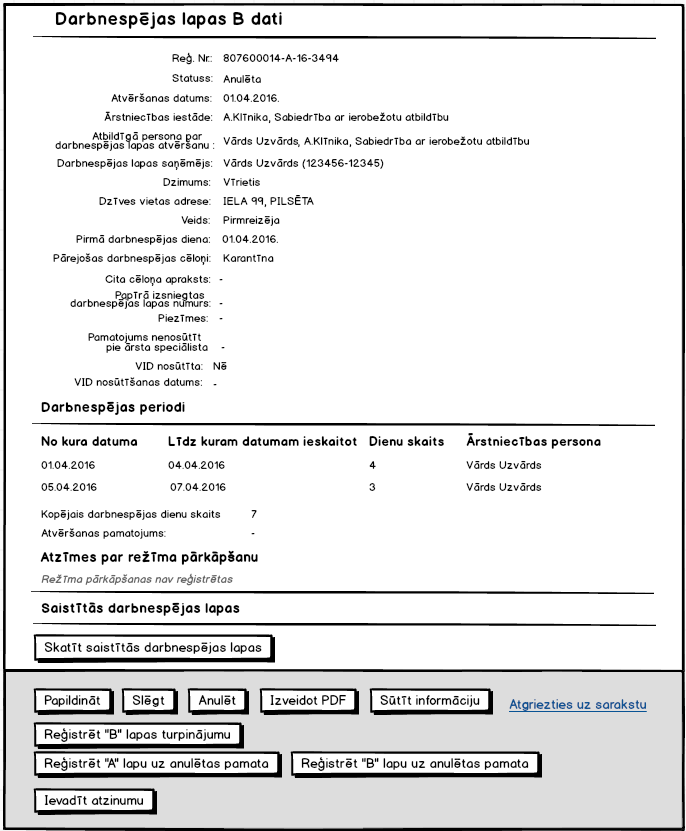 Darbnespējas lapas B dati
Reģ. Nr.: 807600014-A-16-3494
Statuss: Anulēta
Atvēršanas datums: 01.04.2016.
Ārstniecības iestāde: A.Klīnika, Sabiedrība ar ierobežotu atbildību
Atbildīgā persona par
darbnespējas lapas atvēršanu : Vārds Uzvārds, A.Klīnika, Sabiedrība ar ierobežotu atbildību
Darbnespējas lapas saņēmējs: Vārds Uzvārds (123456-12345)
Dzimums: Vīrietis
Dzīves vietas adrese: IELA 99, PILSĒTA
Veids: Pirmreizēja
Pirmā darbnespējas diena: 01.04.2016.
Pārejošas darbnespējas cēloņi: Karantīna
Cita cēloņa apraksts: -
Papīrā izsniegtas
darbnespējas lapas numurs: -
Piezīmes: -
Pamatojums nenosūtīt
pie ārsta speciālista -
VID nosūtīta: Nē
VID nosūtīšanas datums: -
Darbnespējas periodi
No kura datuma Līdz kuram datumam ieskaitot Dienu skaits Ārstniecības persona
01.04.2016 04.04.2016 4 Vārds Uzvārds
05.04.2016 07.04.2016 3 Vārds Uzvārds
Kopējais darbnespējas dienu skaits 7
Atvēršanas pamatojums: -
Atzīmes par režīma pārkāpšanu
Režīma pārkāpšanas nav reģistrētas
Saistītās darbnespējas lapas
Skatīt saistītās darbnespējas lapas
Papildināt Slēgt Anulēt Izveidot PDF Sūtīt informāciju Atgriezties uz sarakstu
Reģistrēt "B" lapas turpinājumu
Reģistrēt "A" lapu uz anulētas pamata Reģistrēt "B" lapu uz anulētas pamata
Ievadīt atzinumu